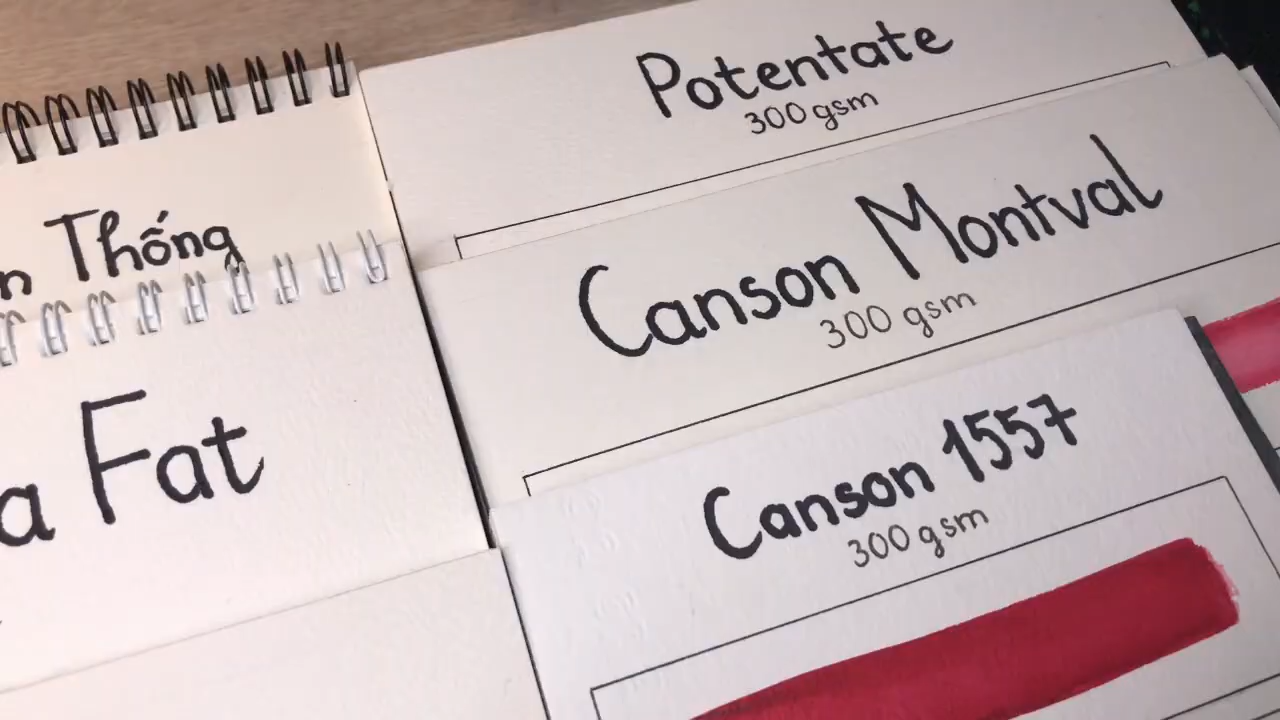 Thống
Fat
Potentate
300 gsm
Canson Montval
300 gsm
Canson 1557
300 gsm